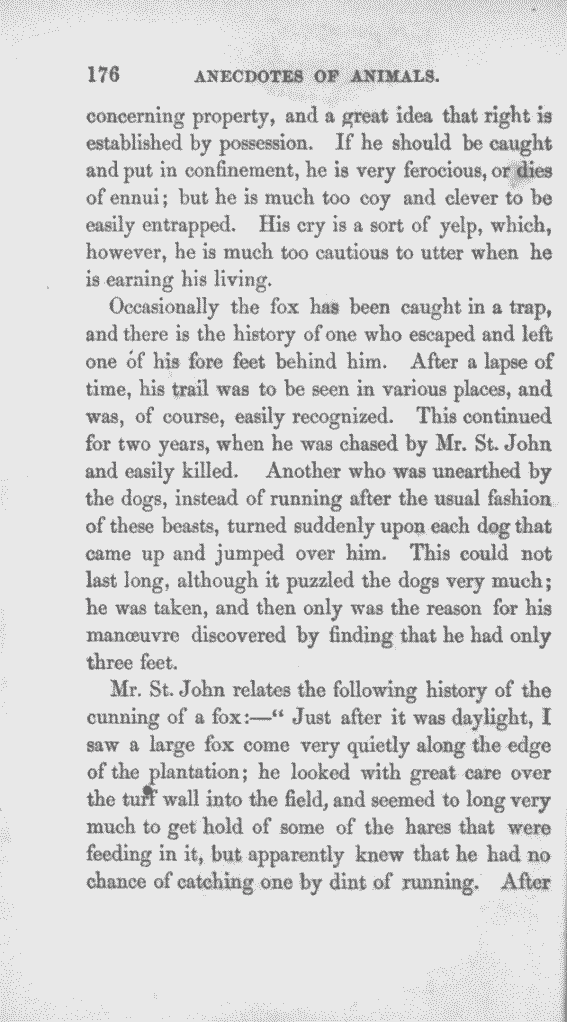 176 ANECDOTES OF ANIMALS.
concerning property, and a great idea that right is
established by possession. If he should be caught
and put in confinement, he is very ferocious, or dies
of ennui; but he is much too coy and clever to be
easily entrapped. His cry is a sort of yelp, which,
however, he is much too cautious to utter when he
is earning his living.
Occasionally the fox has been caught in a trap,
and there is the history of one who escaped and left
one of his fore feet behind him. After a lapse of
time, his trail was to be seen in various places, and
was, of course, easily recognized. This continued
for two years, when he was chased by Mr. St. John
and easily killed. Another who was unearthed by
the dogs, instead of running after the usual fashion
of these beasts, turned suddenly upon each dog that
came up and jumped over him. This could not
last long, although it puzzled the dogs very much;
he was taken, and then only was the reason for his
manœuvre discovered by finding that he had only
three feet.
Mr. St. John relates the following history of the
cunning of a fox:—“ Just after it was daylight, I
saw a large fox come very quietly along the edge
of the plantation; he looked with great care over
the turf wall into the field, and seemed to long very
much to get hold of some of the hares that were
feeding in it, but apparently knew that he had no
chance of catching one by dint of running. After